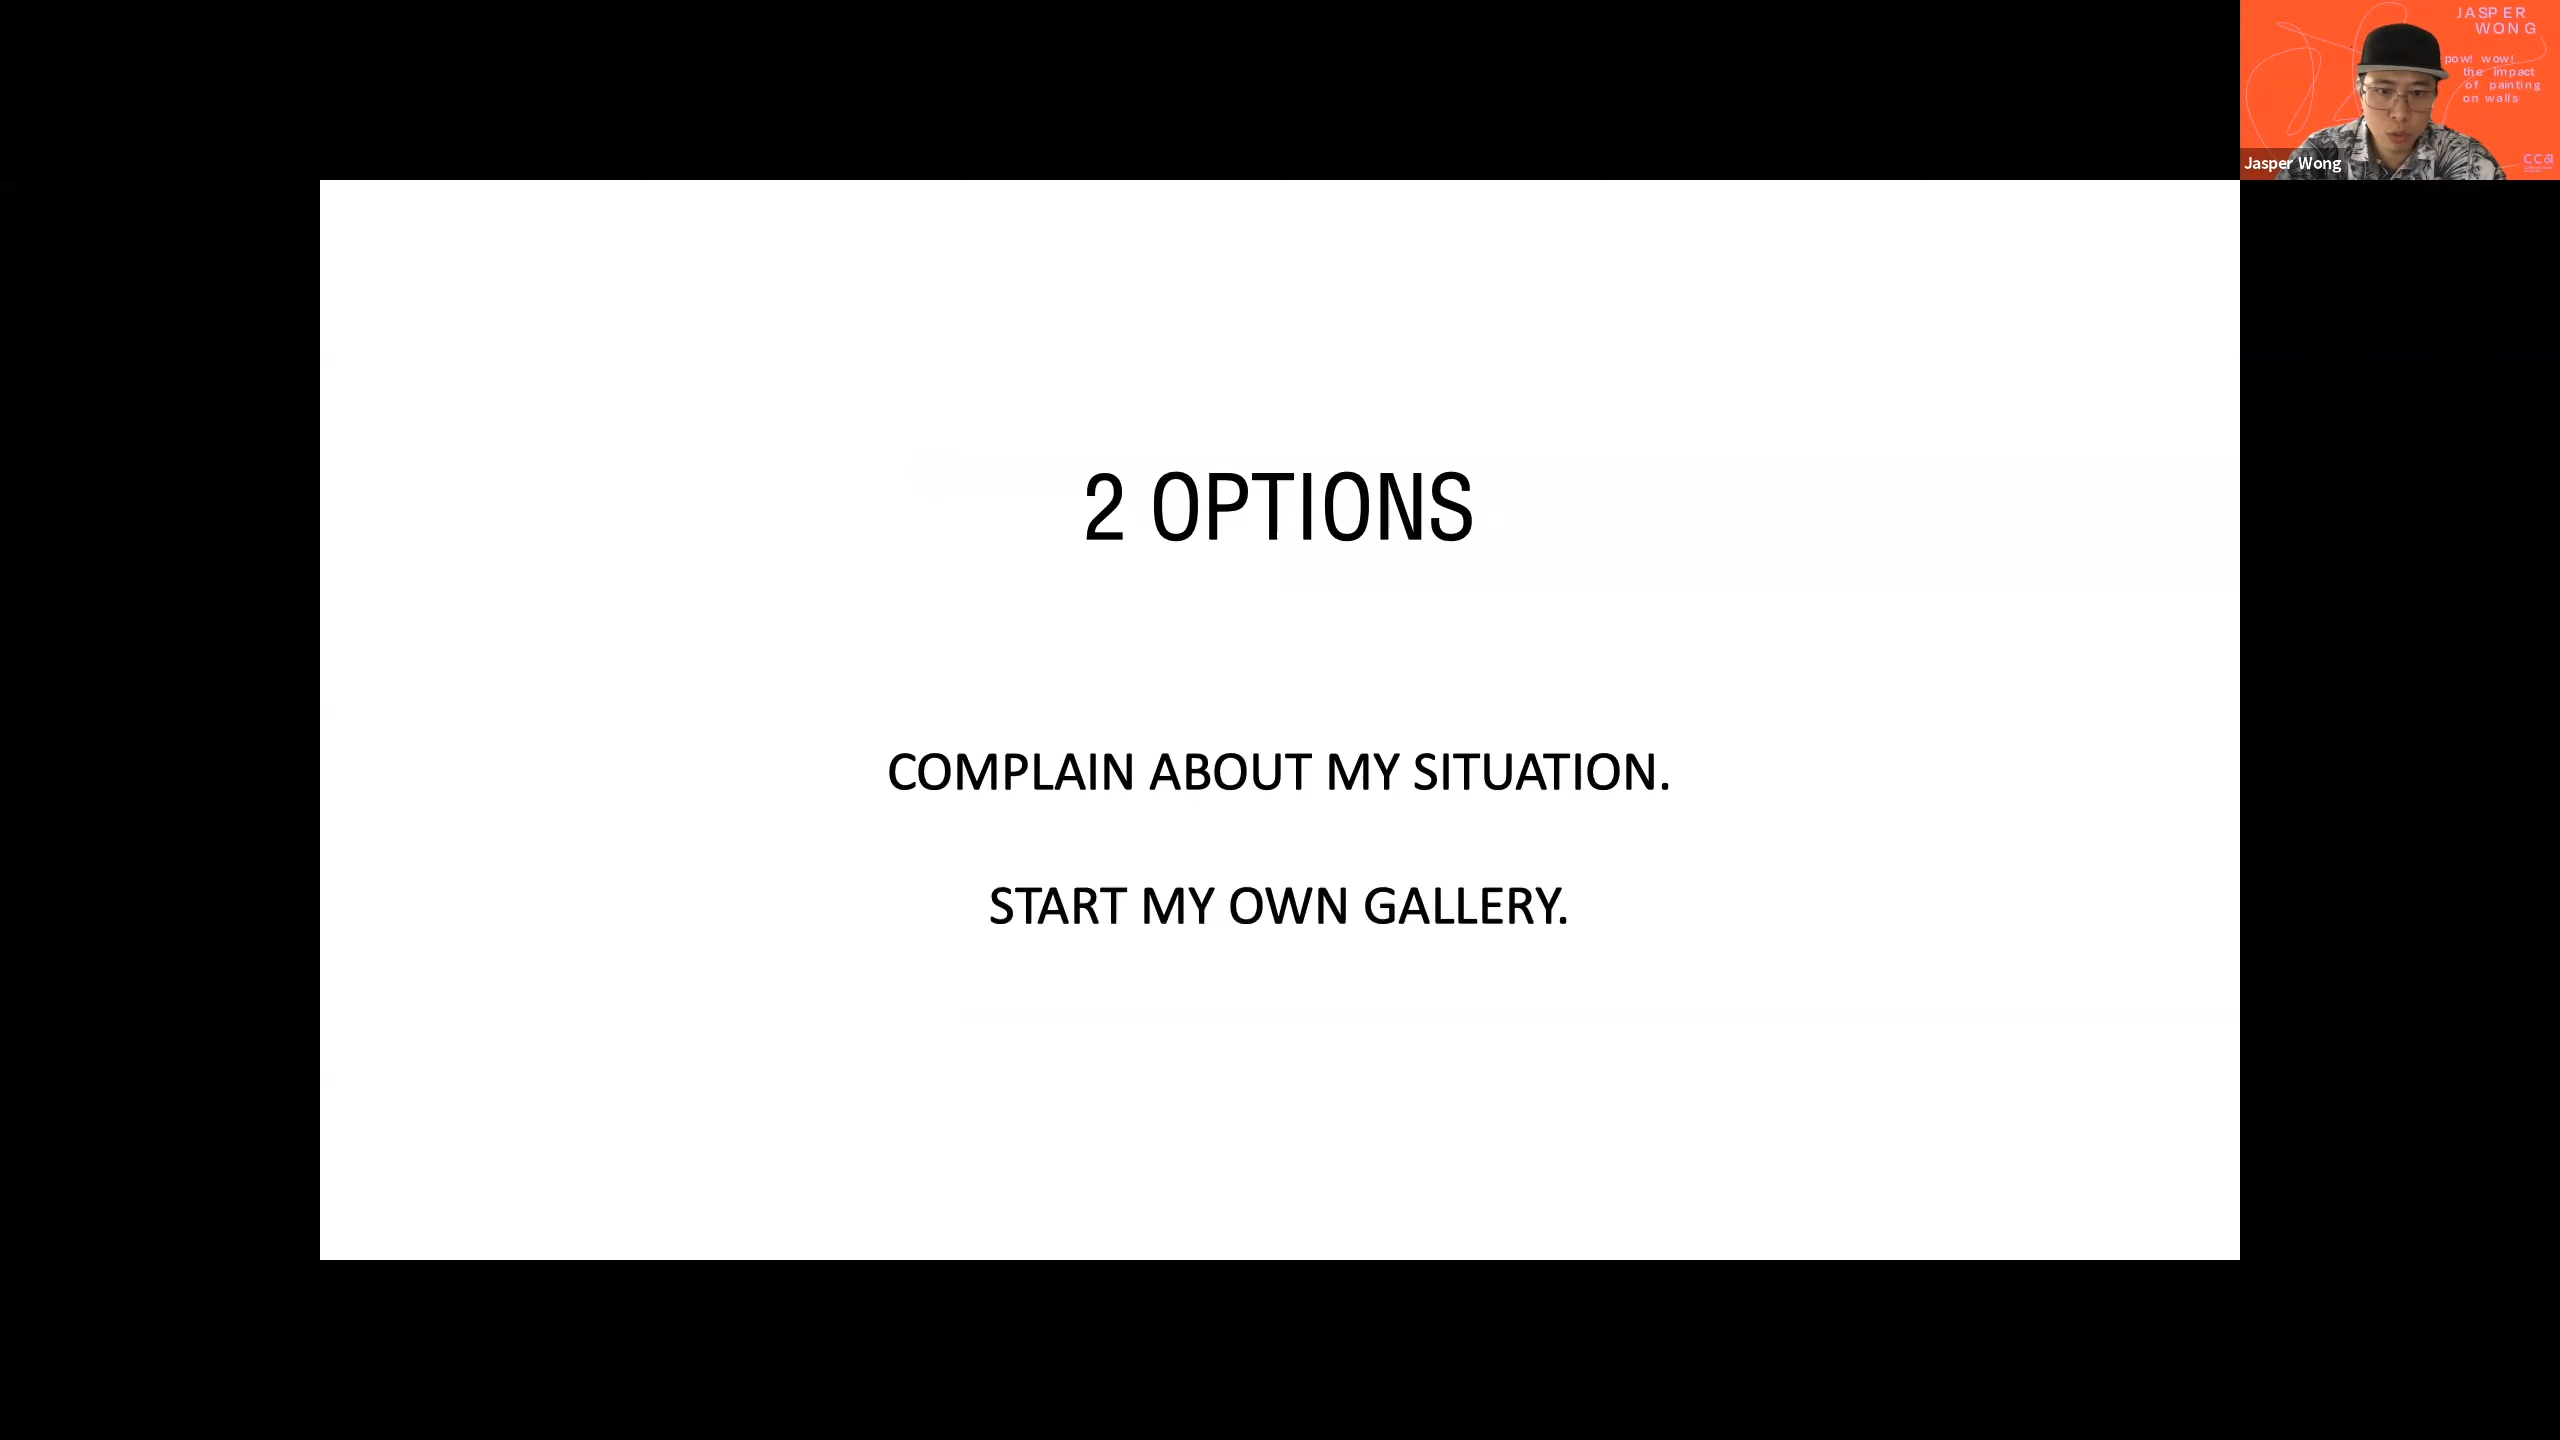 2 OPTIONS
COMPLAIN ABOUT MY SITUATION.
START MY OWN GALLERY.
JASPER
WONG
pow! wow!
the impact
of painting
on walls
Jasper Wong